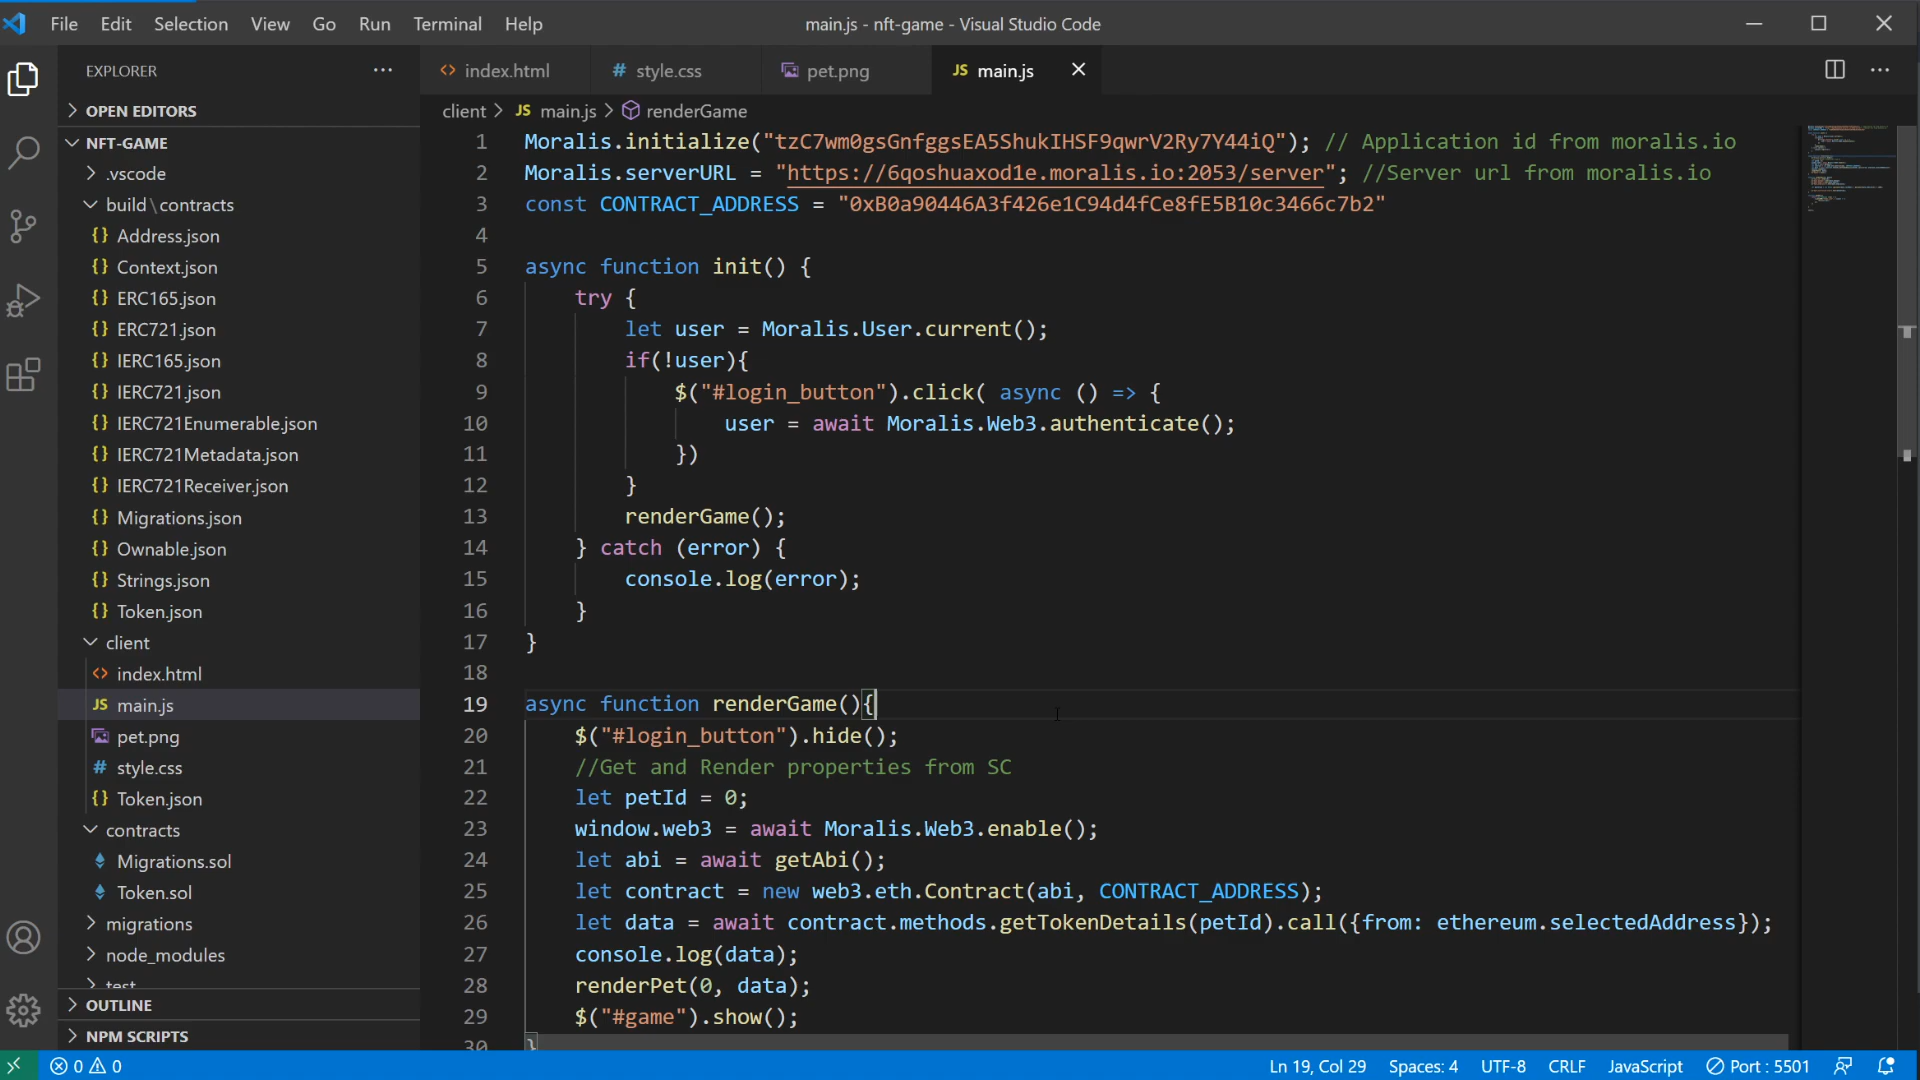 File Edit Selection View Go Run Terminal Help
main.js - nft-game - Visual Studio Code
EXPLORER
index.html
style.css
pet.png
JS main.js
OPEN EDITORS
client > JS main.js > renderGame
NFT-GAME
.vscode
build\contracts
{} Address.json
{} Context.json
{} ERC165.json
{} ERC721.json
{} IERC165.json
{} IERC721.json
{} IERC721Enumerable.json
{} IERC721Metadata.json
{} IERC721Receiver.json
{} Migrations.json
{} Ownable.json
{} Strings.json
{} Token.json
client
<> index.html
JS main.js
pet.png
# style.css
{} Token.json
contracts
Migrations.sol
Token.sol
migrations
node_modules
test
OUTLINE
NPM SCRIPTS
1 Moralis.initialize("tzC7wm0gsGnfggsEA5ShukIHSF9qwrV2Ry7Y44iQ"); // Application id from moralis.io
2 Moralis.serverURL = "https://6qoshuaxod1e.moralis.io:2053/server"; //Server url from moralis.io
3 const CONTRACT_ADDRESS = "0xB0a90446A3f426e1C94d4fCe8fE5B10c3466c7b2"
4
5 async function init() {
6 try {
7 let user = Moralis.User.current();
8 if(!user){
9 $("#login_button").click( async () => {
10 user = await Moralis.Web3.authenticate();
11 })
12 }
13 renderGame();
14 } catch (error) {
15 console.log(error);
16 }
17 }
18
19 async function renderGame(){
20 $("#login_button").hide();
21 //Get and Render properties from SC
22 let petId = 0;
23 window.web3 = await Moralis.Web3.enable();
24 let abi = await getAbi();
25 let contract = new web3.eth.Contract(abi, CONTRACT_ADDRESS);
26 let data = await contract.methods.getTokenDetails(petId).call({from: ethereum.selectedAddress});
27 console.log(data);
28 renderPet(0, data);
29 $("#game").show();
30 }
0 0
Ln 19, Col 29 Spaces: 4 UTF-8 CRLF JavaScript Port : 5501